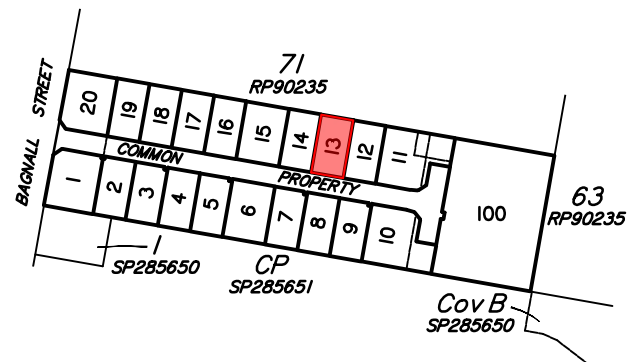 71
RP90235
BAGNALL STREET
20
19
18
17
16
15
14
13
12
11
COMMON PROPERTY
1
2
3
4
5
6
7
8
9
10
100
63
RP90235
1
SP285650
CP
SP285651
Cov B
SP285650